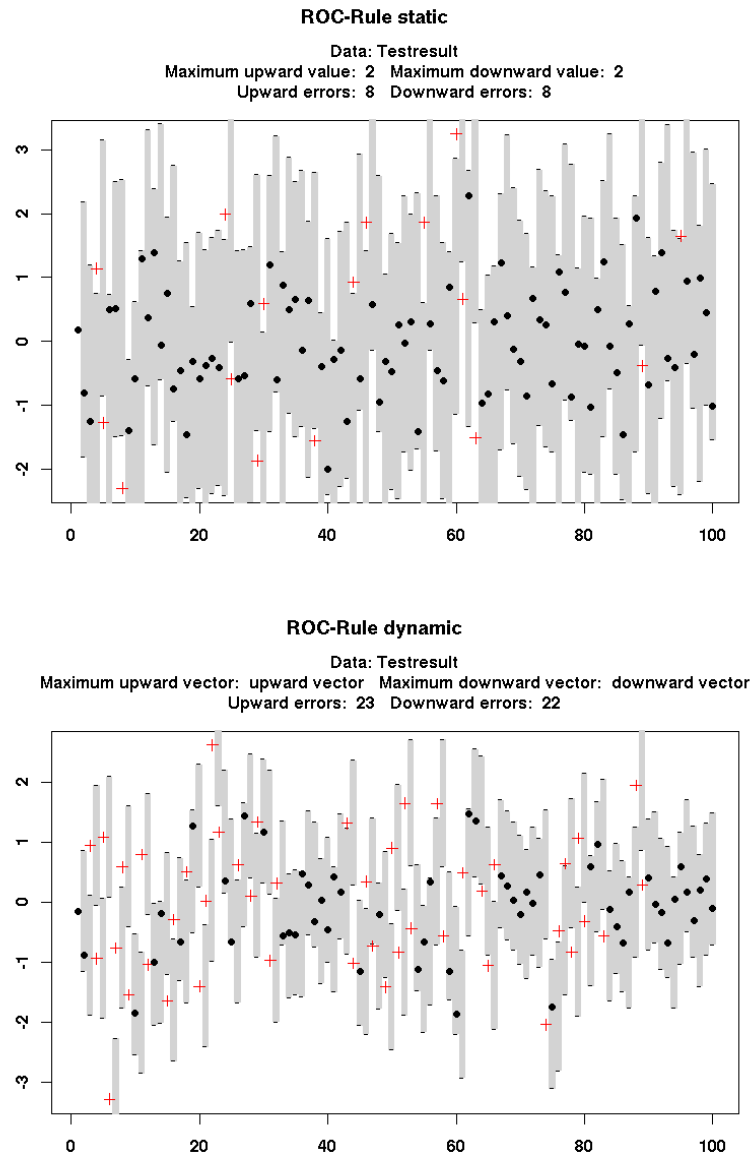 ROC-Rule static
Data: Testresult
Maximum upward value: 2 Maximum downward value: 2
Upward errors: 8 Downward errors: 8
3
2
1
0
-1
-2
0 20 40 60 80 100
ROC-Rule dynamic
Data: Testresult
Maximum upward vector: upward vector Maximum downward vector: downward vector
Upward errors: 23 Downward errors: 22
2
1
0
-1
-2
-3
0 20 40 60 80 100